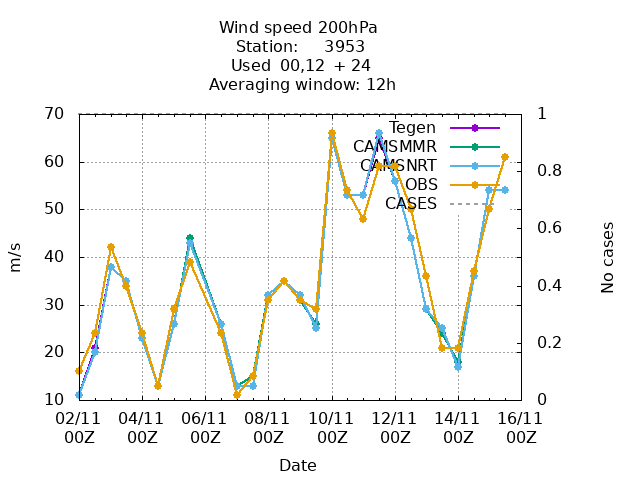 Wind speed 200hPa
Station: 3953
Used 00,12 + 24
Averaging window: 12h
70 1
Tegen
CAMSMMR
60
CAMSNRT
0.8
OBS
CASES
50
0.6
m/s
No cases
40
0.4
30
20
0.2
10 0
02/11 04/11 06/11 08/11 10/11 12/11 14/11 16/11
00Z 00Z 00Z 00Z 00Z 00Z 00Z 00Z
Date